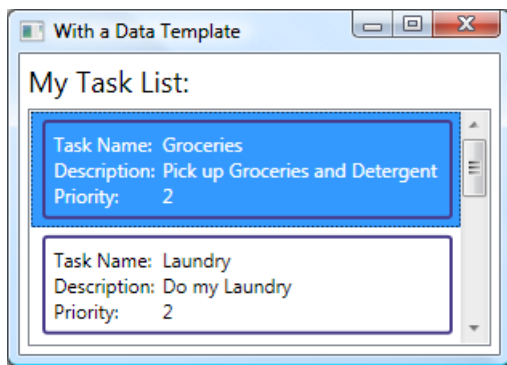 With a Data Template
My Task List:
Task Name: Groceries
Description: Pick up Groceries and Detergent
Priority: 2
Task Name: Laundry
Description: Do my Laundry
Priority: 2